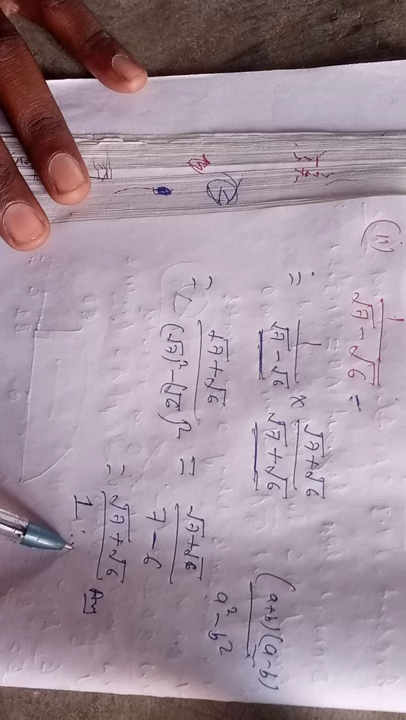 (ii) 1/(√7 - √6) =
= 1/(√7 - √6) × (√7 + √6)/(√7 + √6)
(a+b)(a-b)
= (√7 + √6)/((√7)² - (√6)²) = (√7 + √6)/(7 - 6)
a² - b²
= (√7 + √6)/1 Ans